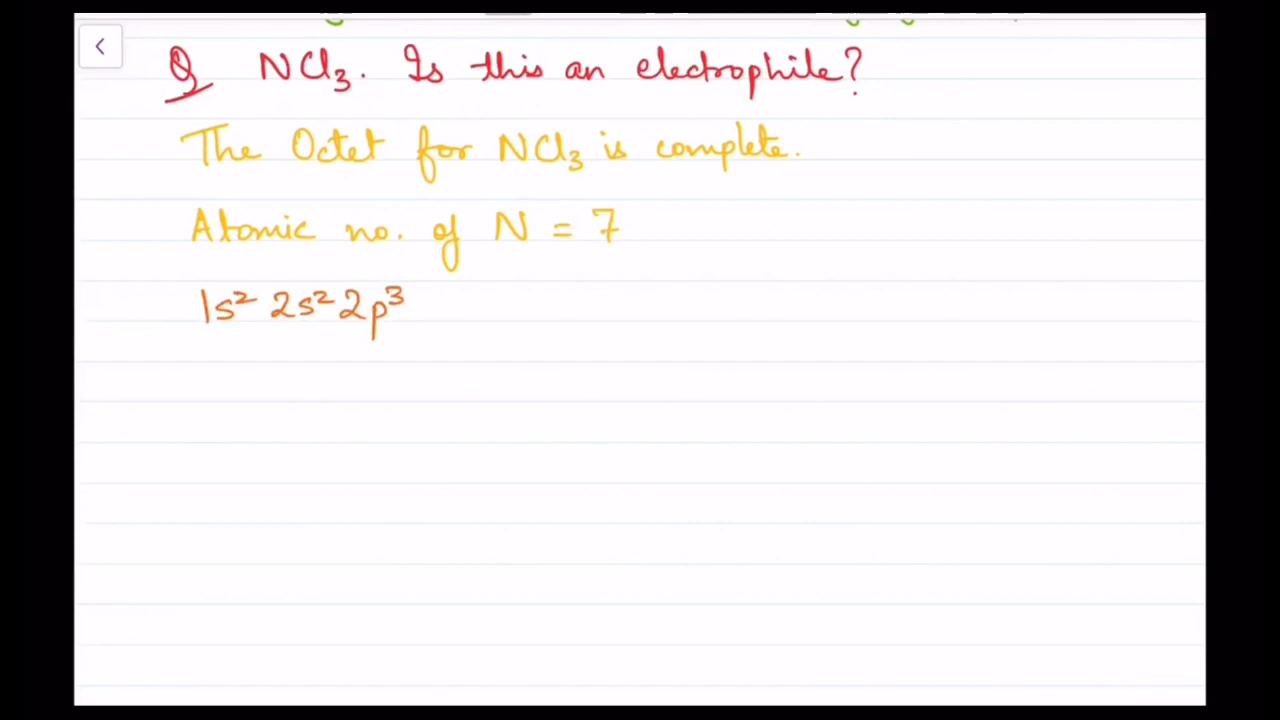 Q NCl₃. Is this an electrophile?
The Octet for NCl₃ is complete.
Atomic no. of N = 7
1s² 2s² 2p³